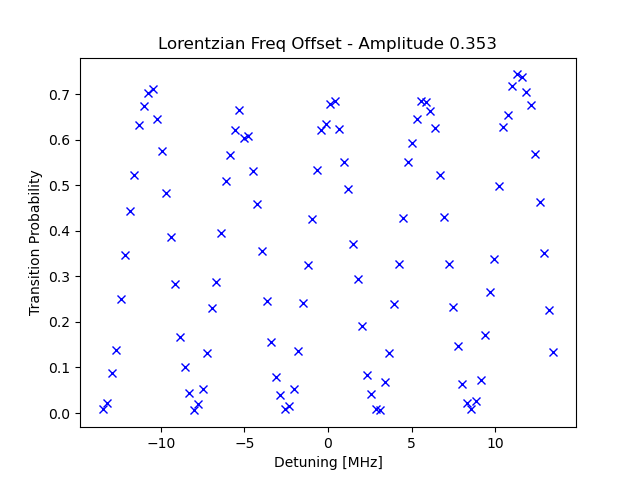 Lorentzian Freq Offset - Amplitude 0.353
Transition Probability
0.7
0.6
0.5
0.4
0.3
0.2
0.1
0.0
−10 −5 0 5 10
Detuning [MHz]